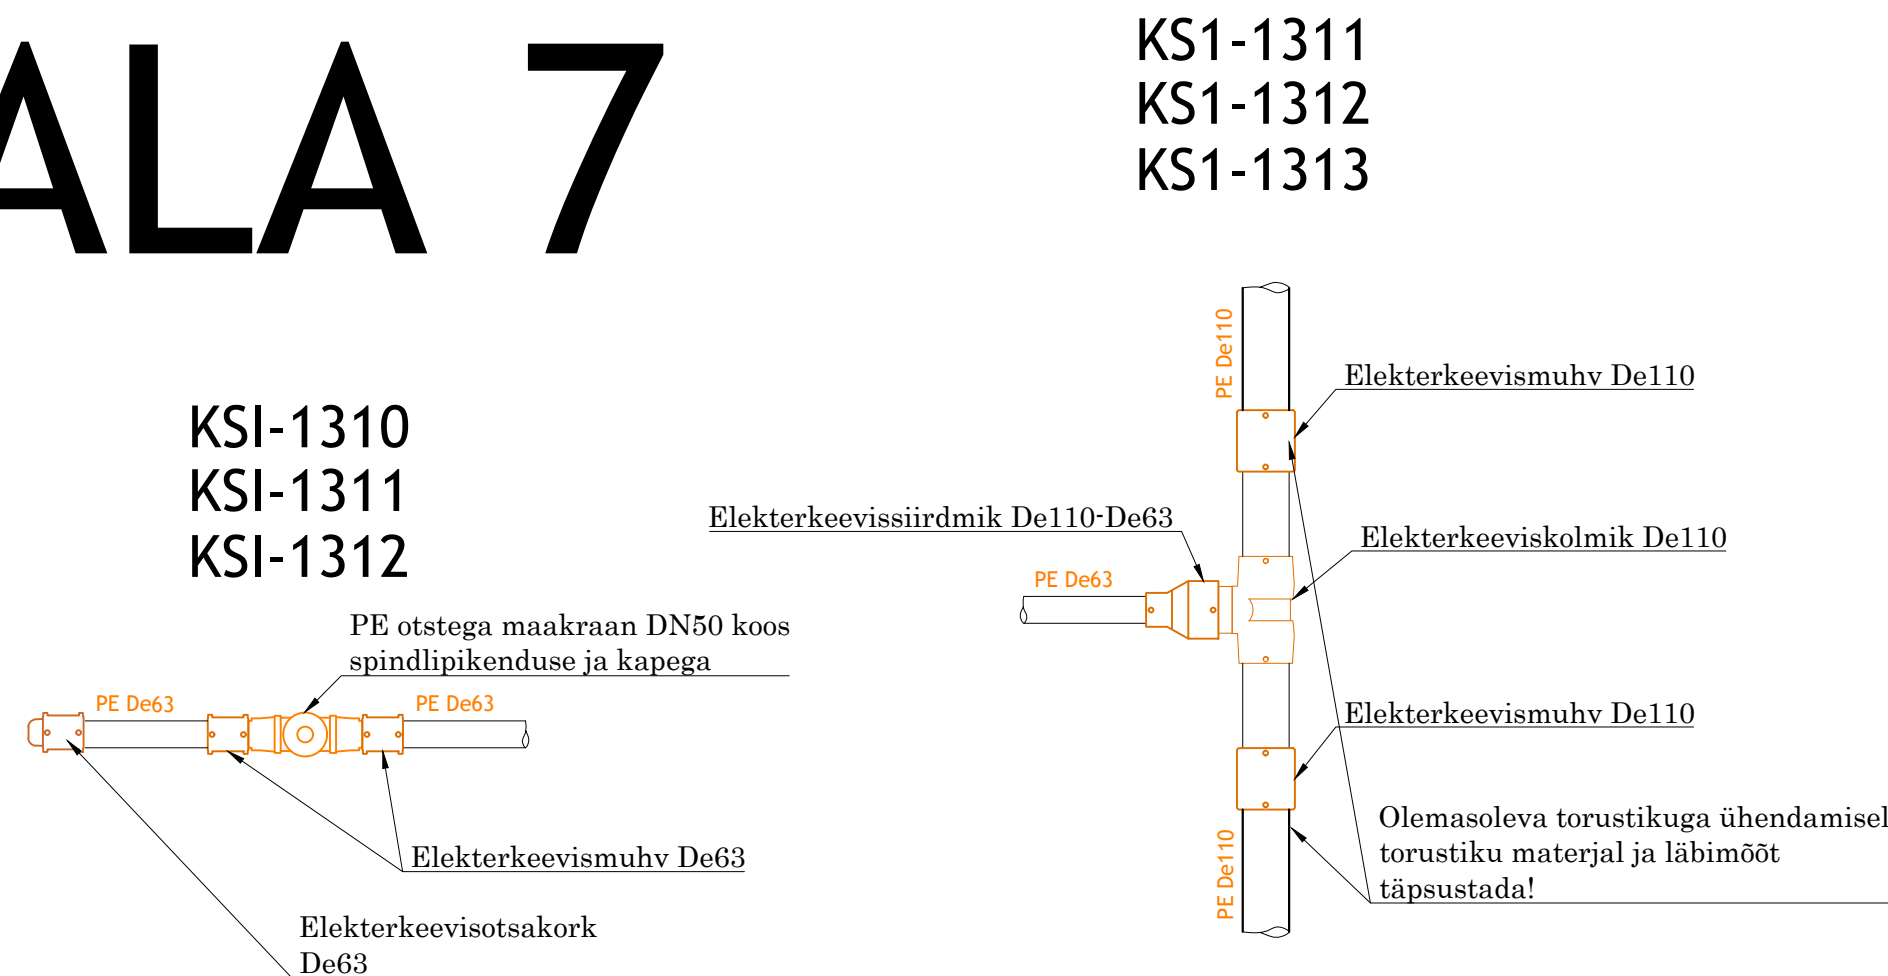 ALA 7
KS1-1311
KS1-1312
KS1-1313
KSI-1310
KSI-1311
KSI-1312
PE otstega maakraan DN50 koos
spindlipikenduse ja kapega
PE De63
PE De63
Elekterkeevismuhv De63
Elekterkeevisotsakork
De63
PE De110
Elekterkeevismuhv De110
Elekterkeevissiirdmik De110-De63
Elekterkeeviskolmik De110
PE De63
Elekterkeevismuhv De110
Olemasoleva torustikuga ühendamisel
torustiku materjal ja läbimõõt
täpsustada!
PE De110